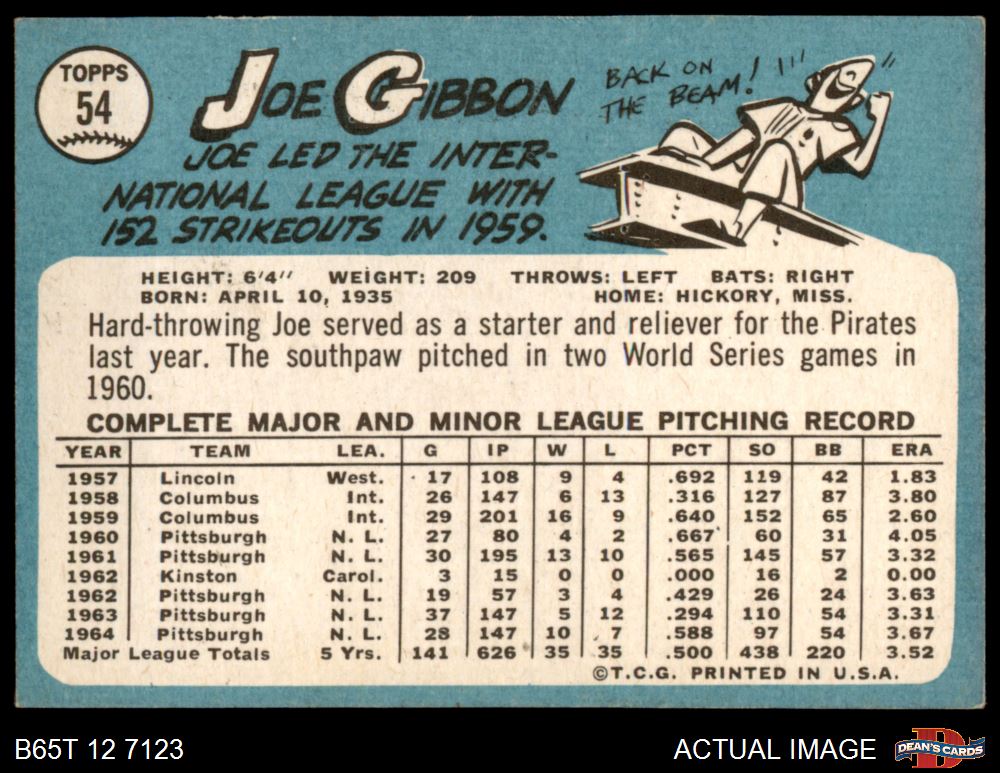 TOPPS
54
JOE GIBBON
JOE LED THE INTER-
NATIONAL LEAGUE WITH
152 STRIKEOUTS IN 1959.
BACK ON
THE BEAM!
HEIGHT: 6'4" WEIGHT: 209 THROWS: LEFT BATS: RIGHT
BORN: APRIL 10, 1935 HOME: HICKORY, MISS.
Hard-throwing Joe served as a starter and reliever for the Pirates
last year. The southpaw pitched in two World Series games in
1960.
COMPLETE MAJOR AND MINOR LEAGUE PITCHING RECORD
YEAR TEAM LEA. G IP W L PCT SO BB ERA
1957 Lincoln West. 17 108 9 4 .692 119 42 1.83
1958 Columbus Int. 26 147 6 13 .316 127 87 3.80
1959 Columbus Int. 29 201 16 9 .640 152 65 2.60
1960 Pittsburgh N. L. 27 80 4 2 .667 60 31 4.05
1961 Pittsburgh N. L. 30 195 13 10 .565 145 57 3.32
1962 Kinston Carol. 3 15 0 0 .000 16 2 0.00
1962 Pittsburgh N. L. 19 57 3 4 .429 26 24 3.63
1963 Pittsburgh N. L. 37 147 5 12 .294 110 54 3.31
1964 Pittsburgh N. L. 28 147 10 7 .588 97 54 3.67
Major League Totals 5 Yrs. 141 626 35 35 .500 438 220 3.52
©T.C.G. PRINTED IN U.S.A.
B65T 12 7123
ACTUAL IMAGE
D
DEAN'S CARDS